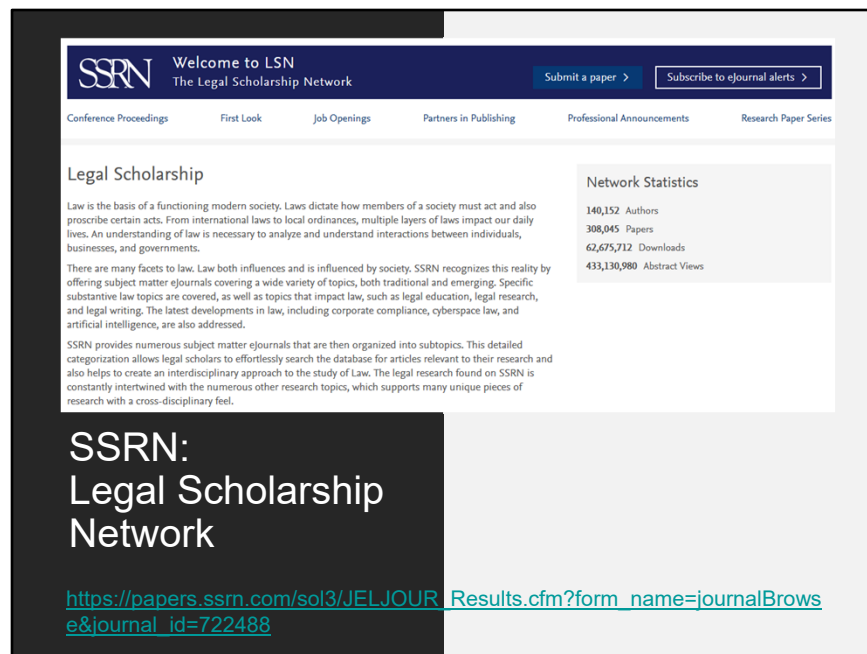 SSRN
Welcome to LSN
The Legal Scholarship Network
Submit a paper >
Subscribe to eJournal alerts >
Conference Proceedings
First Look
Job Openings
Partners in Publishing
Professional Announcements
Research Paper Series
Legal Scholarship
Law is the basis of a functioning modern society. Laws dictate how members of a society must act and also
proscribe certain acts. From international laws to local ordinances, multiple layers of laws impact our daily
lives. An understanding of law is necessary to analyze and understand interactions between individuals,
businesses, and governments.
There are many facets to law. Law both influences and is influenced by society. SSRN recognizes this reality by
offering subject matter eJournals covering a wide variety of topics, both traditional and emerging. Specific
substantive law topics are covered, as well as topics that impact law, such as legal education, legal research,
and legal writing. The latest developments in law, including corporate compliance, cyberspace law, and
artificial intelligence, are also addressed.
SSRN provides numerous subject matter eJournals that are then organized into subtopics. This detailed
categorization allows legal scholars to effortlessly search the database for articles relevant to their research and
also helps to create an interdisciplinary approach to the study of Law. The legal research found on SSRN is
constantly intertwined with the numerous other research topics, which supports many unique pieces of
research with a cross-disciplinary feel.
Network Statistics
140,152 Authors
308,045 Papers
62,675,712 Downloads
433,130,980 Abstract Views
SSRN:
Legal Scholarship
Network
https://papers.ssrn.com/sol3/JELJOUR_Results.cfm?form_name=journalBrows
e&journal_id=722488